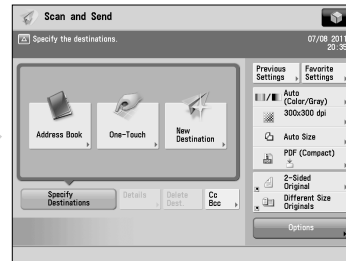 Scan and Send
Specify the destinations.
07/08 2011
20:35
Previous Settings
Favorite Settings
Auto (Color/Gray)
300x300 dpi
Auto Size
PDF (Compact)
2-Sided Original
Different Size Originals
Options
Address Book
One-Touch
New Destination
Specify Destinations
Details
Delete Dest.
Cc Bcc